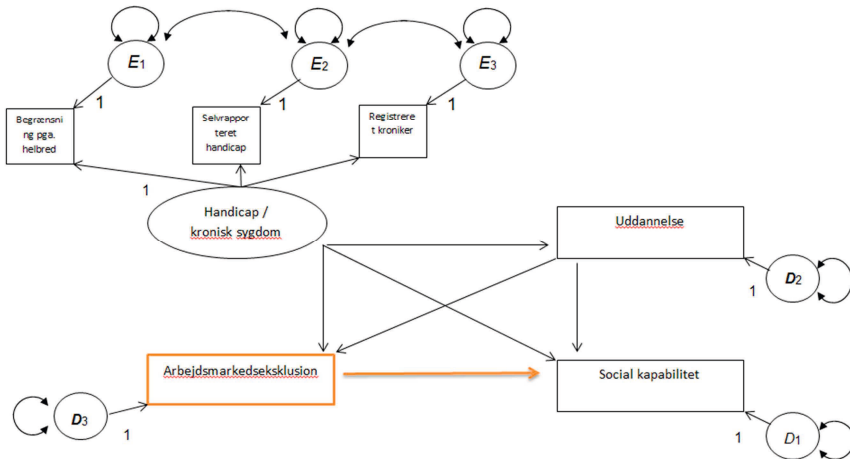 E1
E2
E3
1
1
1
Begrænsni
ng pga.
helbred
Selvrappor
teret
handicap
Registrere
t kroniker
1
Handicap /
kronisk sygdom
Uddannelse
1
D2
Arbejdsmarkedseksklusion
Social kapabilitet
D3
1
1
D1